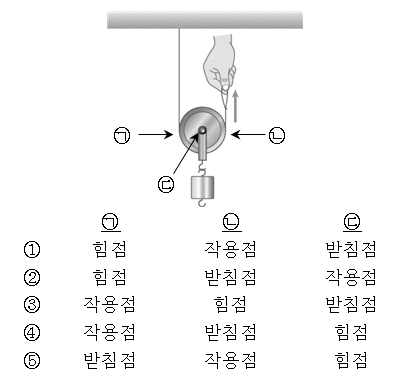 ㉠ ㉡
㉢
㉠ ㉡ ㉢
① 힘점 작용점 받침점
② 힘점 받침점 작용점
③ 작용점 힘점 받침점
④ 작용점 받침점 힘점
⑤ 받침점 작용점 힘점